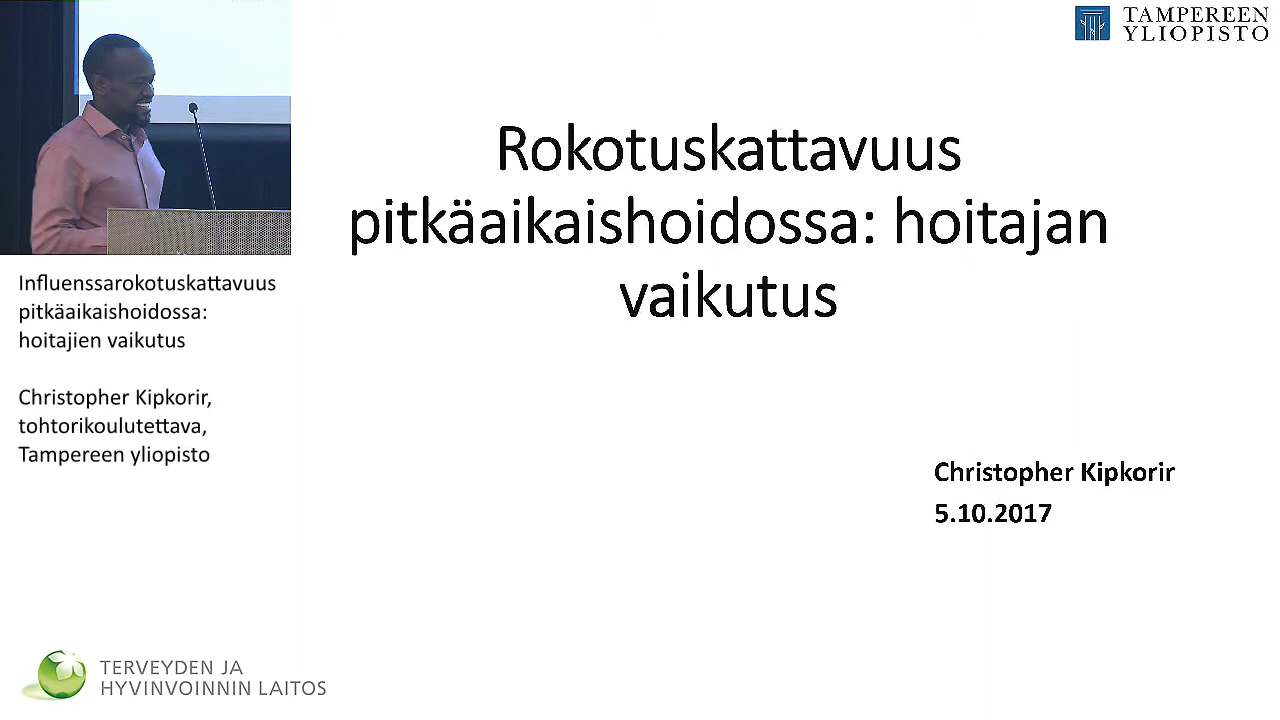 TAMPEREEN
YLIOPISTO
Rokotuskattavuus
pitkäaikaishoidossa: hoitajan
vaikutus
Influenssarokotuskattavuus
pitkäaikaishoidossa:
hoitajien vaikutus
Christopher Kipkorir,
tohtorikoulutettava,
Tampereen yliopisto
Christopher Kipkorir
5.10.2017
TERVEYDEN JA
HYVINVOINNIN LAITOS